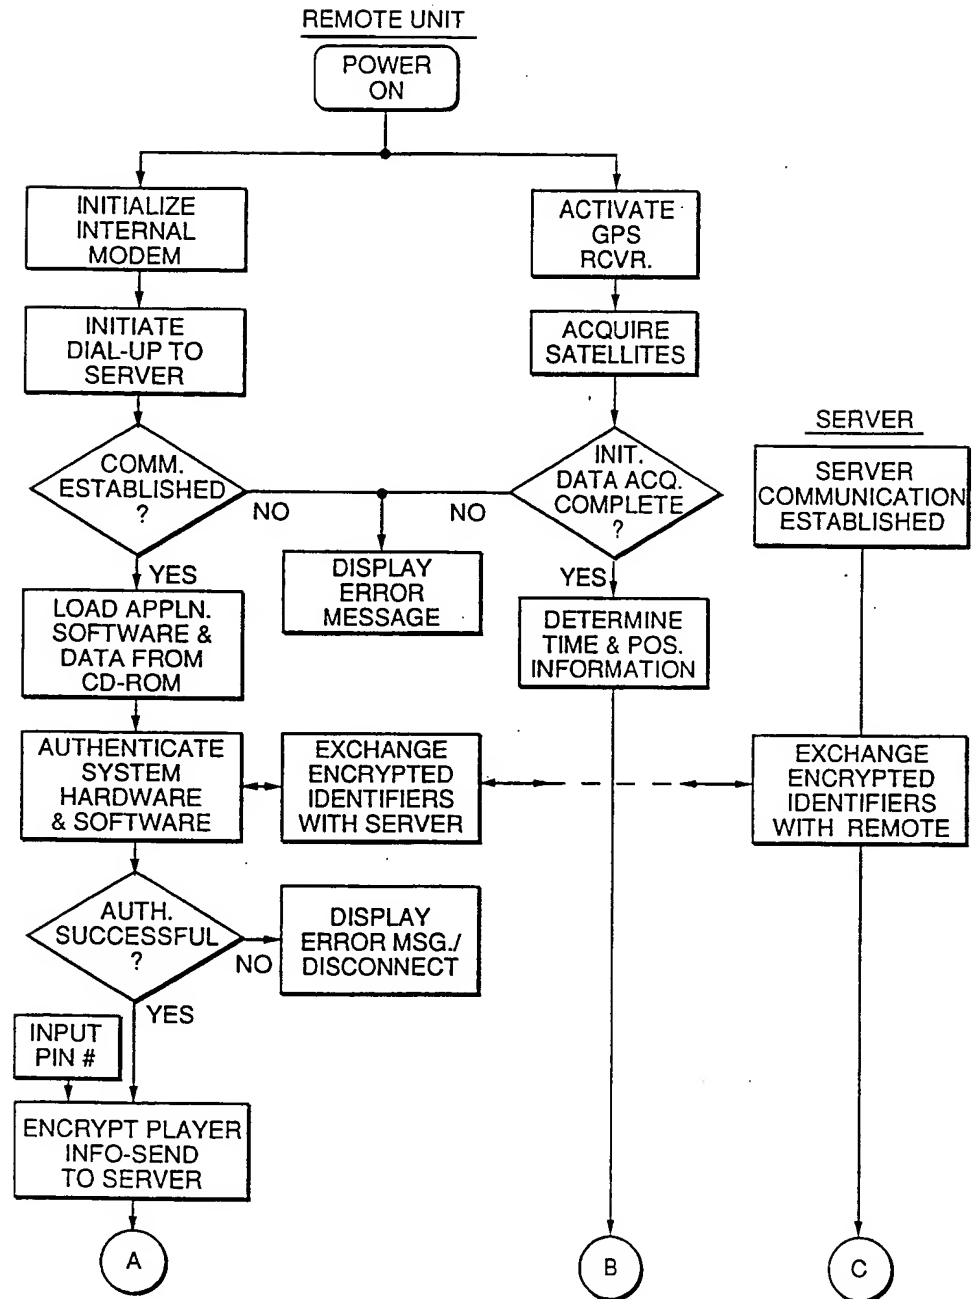 REMOTE UNIT
POWER
ON
INITIALIZE
INTERNAL
MODEM
ACTIVATE
GPS
RCVR.
INITIATE
DIAL-UP TO
SERVER
ACQUIRE
SATELLITES
COMM.
ESTABLISHED
?
NO
INIT.
DATA ACQ.
COMPLETE
?
NO
SERVER
SERVER
COMMUNICATION
ESTABLISHED
YES
DISPLAY
ERROR
MESSAGE
YES
LOAD APPLN.
SOFTWARE &
DATA FROM
CD-ROM
DETERMINE
TIME & POS.
INFORMATION
AUTHENTICATE
SYSTEM
HARDWARE
& SOFTWARE
EXCHANGE
ENCRYPTED
IDENTIFIERS
WITH SERVER
EXCHANGE
ENCRYPTED
IDENTIFIERS
WITH REMOTE
AUTH.
SUCCESSFUL
?
NO
DISPLAY
ERROR MSG./
DISCONNECT
YES
INPUT
PIN #
ENCRYPT PLAYER
INFO-SEND
TO SERVER
A
B
C